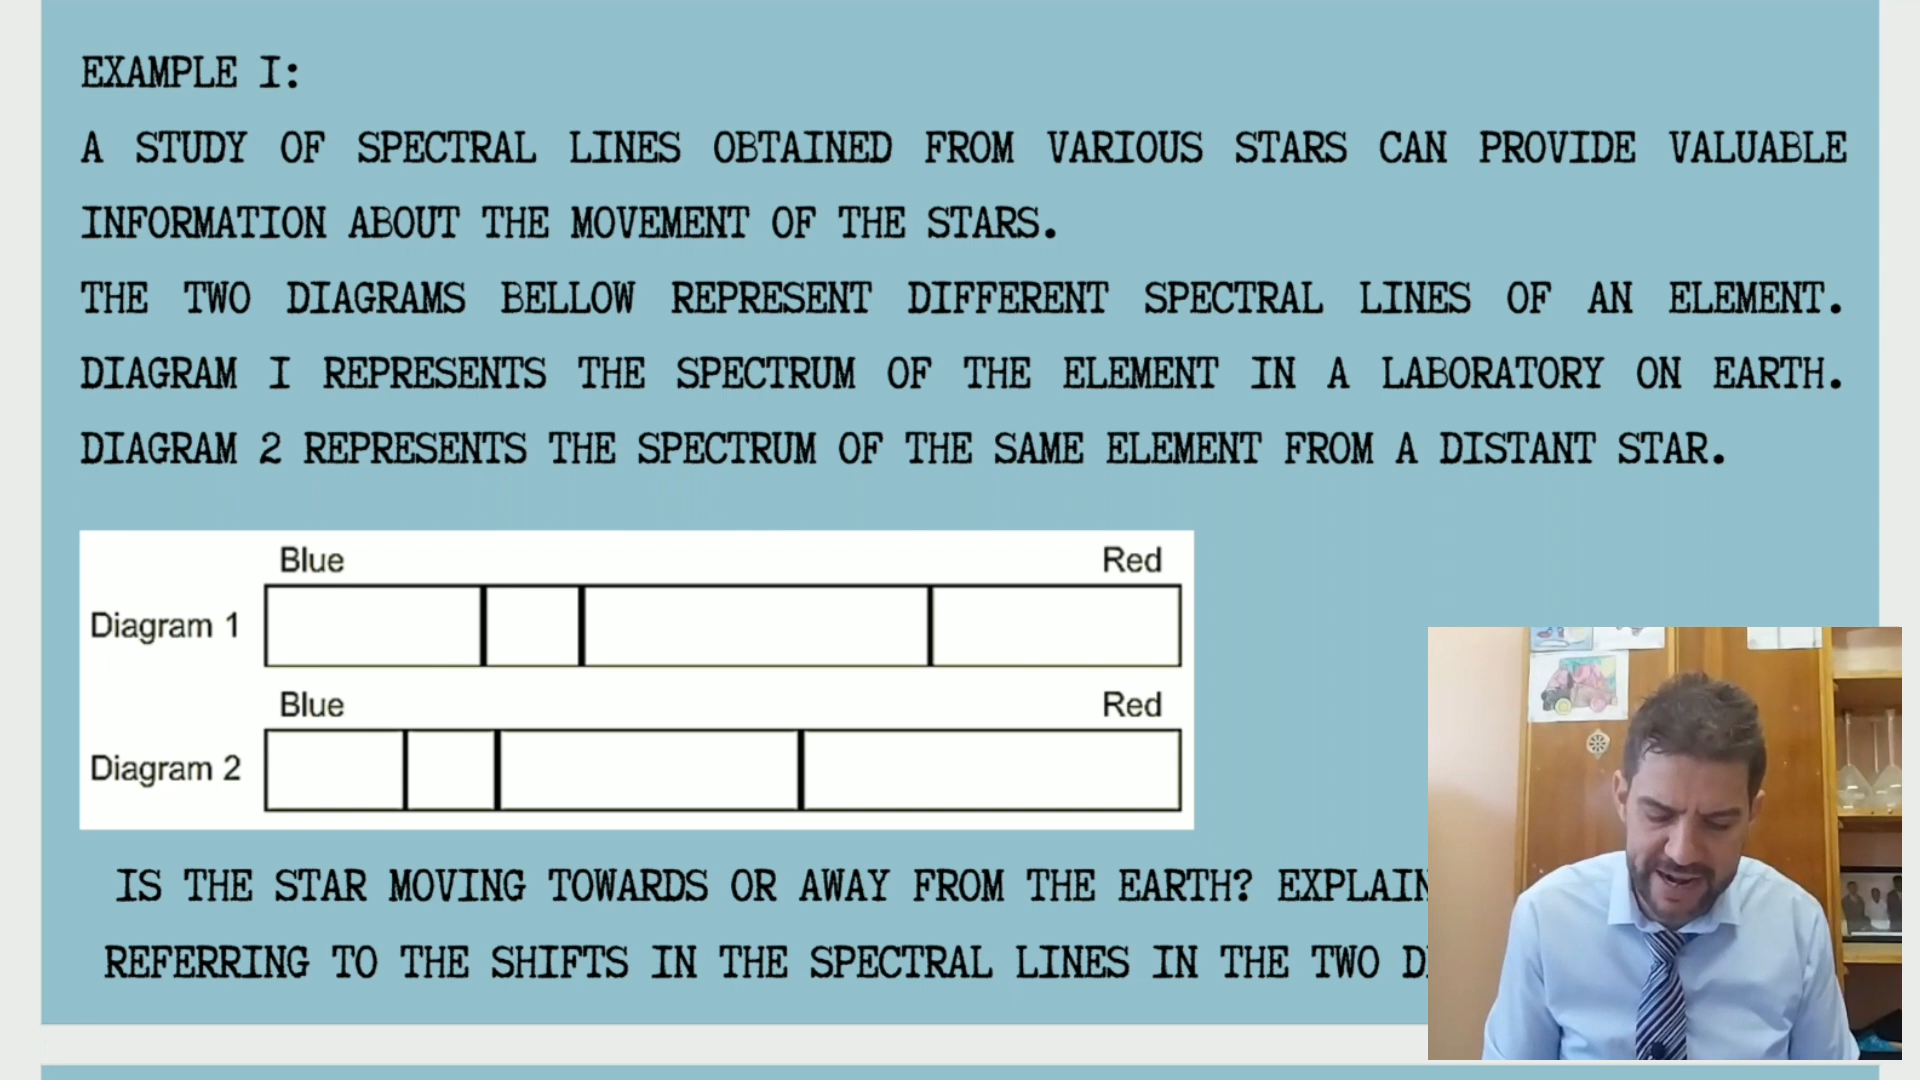 EXAMPLE I:
A STUDY OF SPECTRAL LINES OBTAINED FROM VARIOUS STARS CAN PROVIDE VALUABLE
INFORMATION ABOUT THE MOVEMENT OF THE STARS.
THE TWO DIAGRAMS BELLOW REPRESENT DIFFERENT SPECTRAL LINES OF AN ELEMENT.
DIAGRAM I REPRESENTS THE SPECTRUM OF THE ELEMENT IN A LABORATORY ON EARTH.
DIAGRAM 2 REPRESENTS THE SPECTRUM OF THE SAME ELEMENT FROM A DISTANT STAR.
Blue Red
Diagram 1
Blue Red
Diagram 2
IS THE STAR MOVING TOWARDS OR AWAY FROM THE EARTH? EXPLAIN
REFERRING TO THE SHIFTS IN THE SPECTRAL LINES IN THE TWO